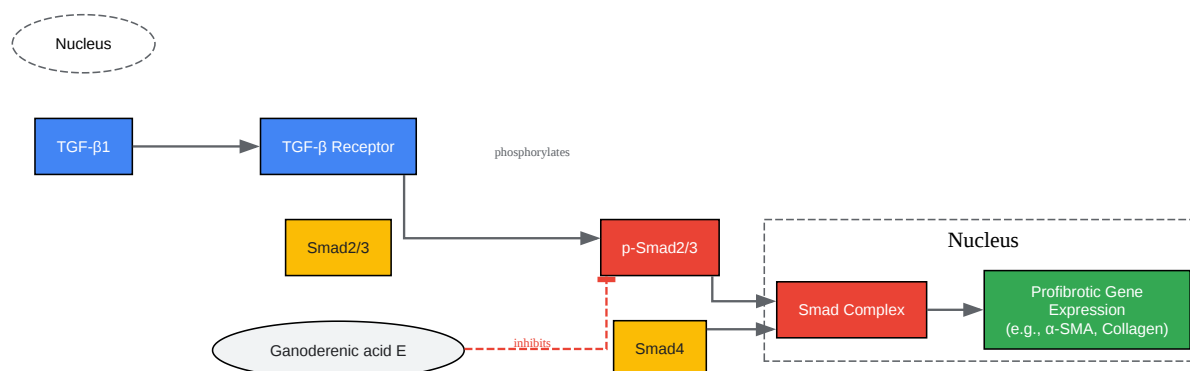 Nucleus
TGF-β1
TGF-β Receptor
phosphorylates
Smad2/3
p-Smad2/3
Nucleus
Smad Complex
Profibrotic Gene
Expression
(e.g., α-SMA, Collagen)
Ganoderenic acid E
inhibits
Smad4